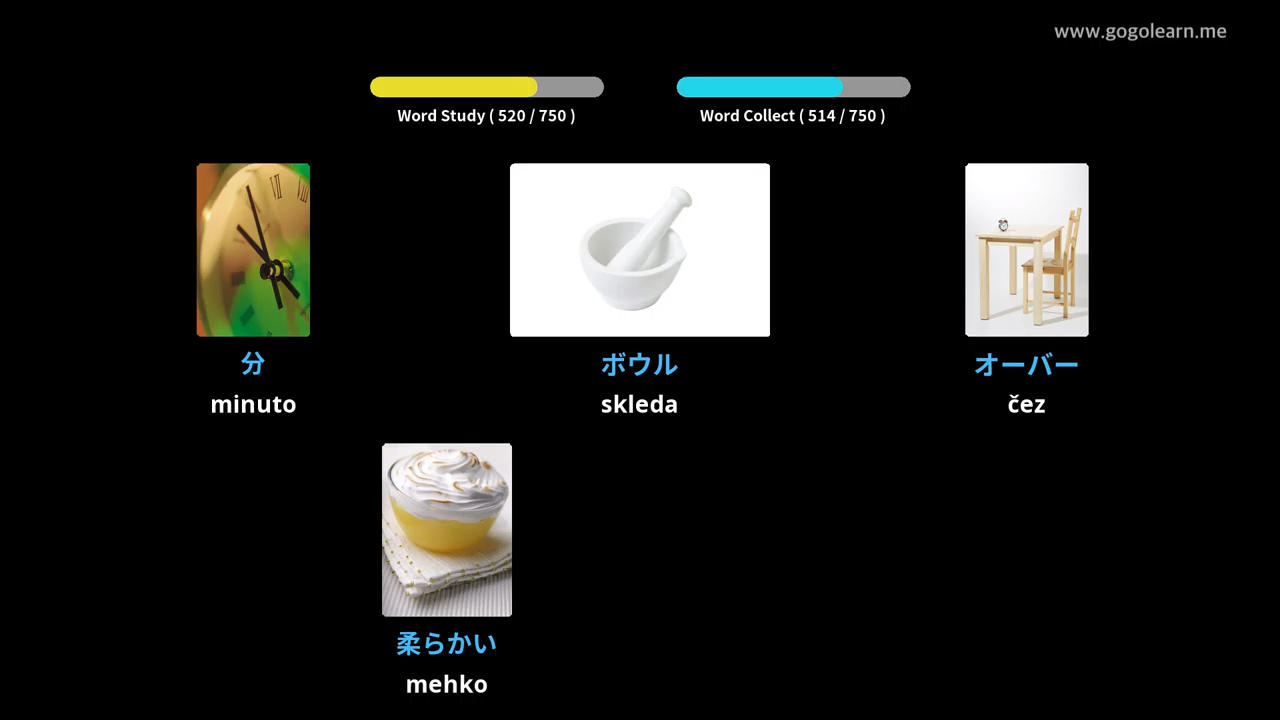 www.gogolearn.me
Word Study ( 520 / 750 )
Word Collect ( 514 / 750 )
分
minuto
ボウル
skleda
オーバー
čez
柔らかい
mehko